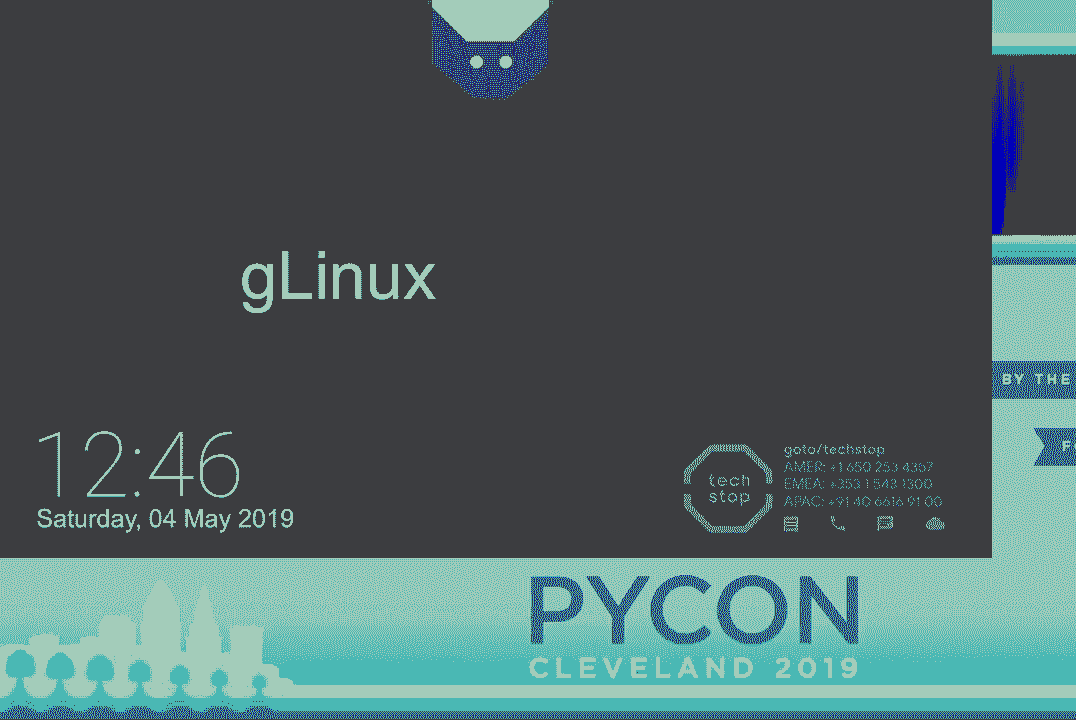 gLinux
12:46
Saturday, 04 May 2019
tech
stop
goto/techstop
AMER: +1 650 253 4357
EMEA: +353 1 543 1300
APAC: +91 40 6616 91 00
BY THE
PYCON
CLEVELAND 2019